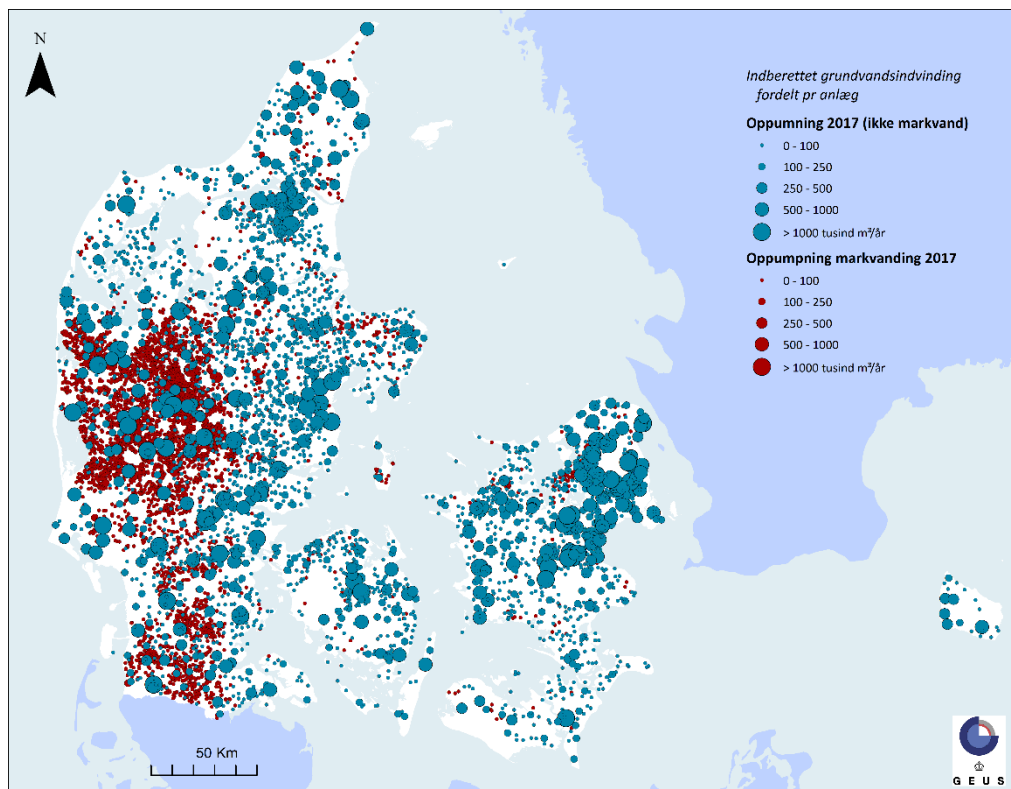 N
Indberettet grundvandsindvinding
fordelt pr anlæg
Oppumning 2017 (ikke markvand)
0 - 100
100 - 250
250 - 500
500 - 1000
> 1000 tusind m³/år
Oppumpning markvanding 2017
0 - 100
100 - 250
250 - 500
500 - 1000
> 1000 tusind m³/år
50 Km
G E U S